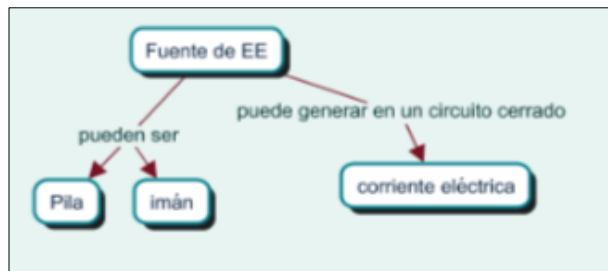 Fuente de EE
puede generar en un circuito cerrado
pueden ser
Pila
imán
corriente eléctrica